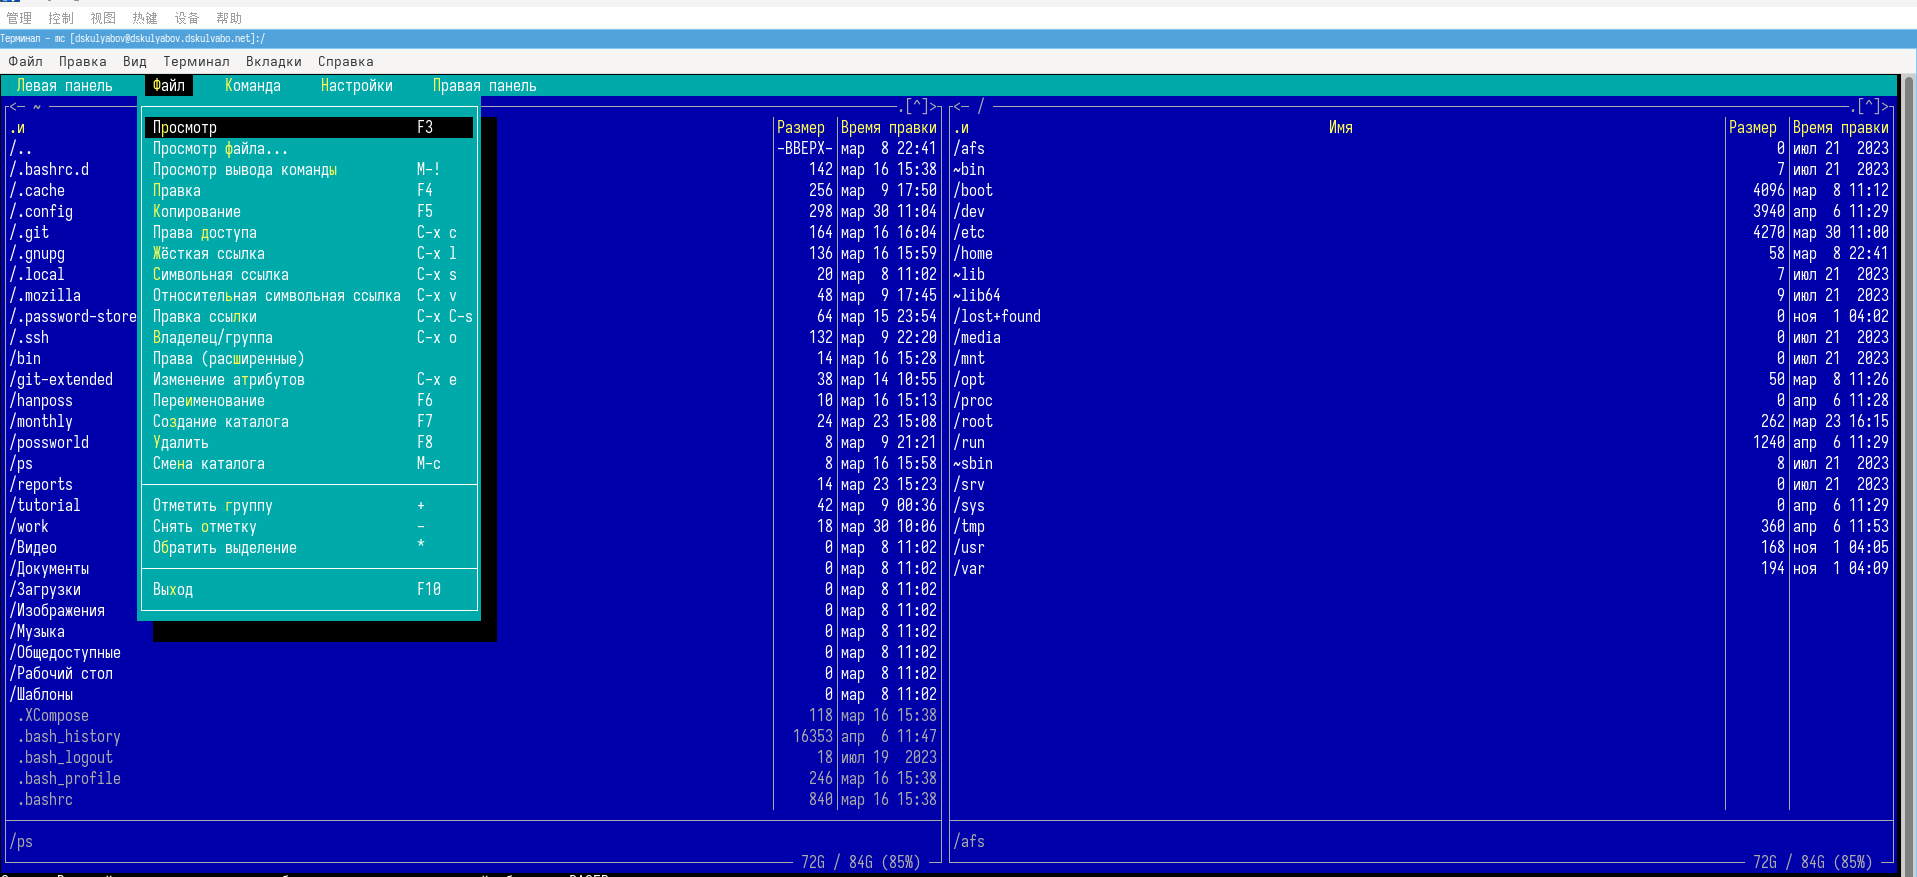 管理 控制 视图 热键 设备 帮助
Терминал - mc [dskulyabov@dskulyabov.dskulvabo.net]:/
Файл Правка Вид Терминал Вкладки Справка
Левая панель Файл Команда Настройки Правая панель
<─ ~ .[^]> <─ / .[^]>
.и Просмотр F3 Размер Время правки .и Имя Размер Время правки
/.. Просмотр файла... -ВВЕРХ- мар 8 22:41 /afs 0 июл 21 2023
/.bashrc.d Просмотр вывода команды M-! 142 мар 16 15:38 ~bin 7 июл 21 2023
/.cache Правка F4 256 мар 9 17:50 /boot 4096 мар 8 11:12
/.config Копирование F5 298 мар 30 11:04 /dev 3940 апр 6 11:29
/.git Права доступа C-x c 164 мар 16 16:04 /etc 4270 мар 30 11:00
/.gnupg Жёсткая ссылка C-x l 136 мар 16 15:59 /home 58 мар 8 22:41
/.local Символьная ссылка C-x s 20 мар 8 11:02 ~lib 7 июл 21 2023
/.mozilla Относительная символьная ссылка C-x v 48 мар 9 17:45 ~lib64 9 июл 21 2023
/.password-store Правка ссылки C-x C-s 64 мар 15 23:54 /lost+found 0 ноя 1 04:02
/.ssh Владелец/группа C-x o 132 мар 9 22:20 /media 0 июл 21 2023
/bin Права (расширенные) 14 мар 16 15:28 /mnt 0 июл 21 2023
/git-extended Изменение атрибутов C-x e 38 мар 14 10:55 /opt 50 мар 8 11:26
/hanposs Переименование F6 10 мар 16 15:13 /proc 0 апр 6 11:28
/monthly Создание каталога F7 24 мар 23 15:08 /root 262 мар 23 16:15
/possworld Удалить F8 8 мар 9 21:21 /run 1240 апр 6 11:29
/ps Смена каталога M-c 8 мар 16 15:58 ~sbin 8 июл 21 2023
/reports 14 мар 23 15:23 /srv 0 июл 21 2023
/tutorial Отметить группу + 42 мар 9 00:36 /sys 0 апр 6 11:29
/work Снять отметку - 18 мар 30 10:06 /tmp 360 апр 6 11:53
/Видео Обратить выделение * 0 мар 8 11:02 /usr 168 ноя 1 04:05
/Документы 0 мар 8 11:02 /var 194 ноя 1 04:09
/Загрузки Выход F10 0 мар 8 11:02
/Изображения 0 мар 8 11:02
/Музыка 0 мар 8 11:02
/Общедоступные 0 мар 8 11:02
/Рабочий стол 0 мар 8 11:02
/Шаблоны 0 мар 8 11:02
.XCompose 118 мар 16 15:38
.bash_history 16353 апр 6 11:47
.bash_logout 18 июл 19 2023
.bash_profile 246 мар 16 15:38
.bashrc 840 мар 16 15:38
/ps /afs
72G / 84G (85%) 72G / 84G (85%)